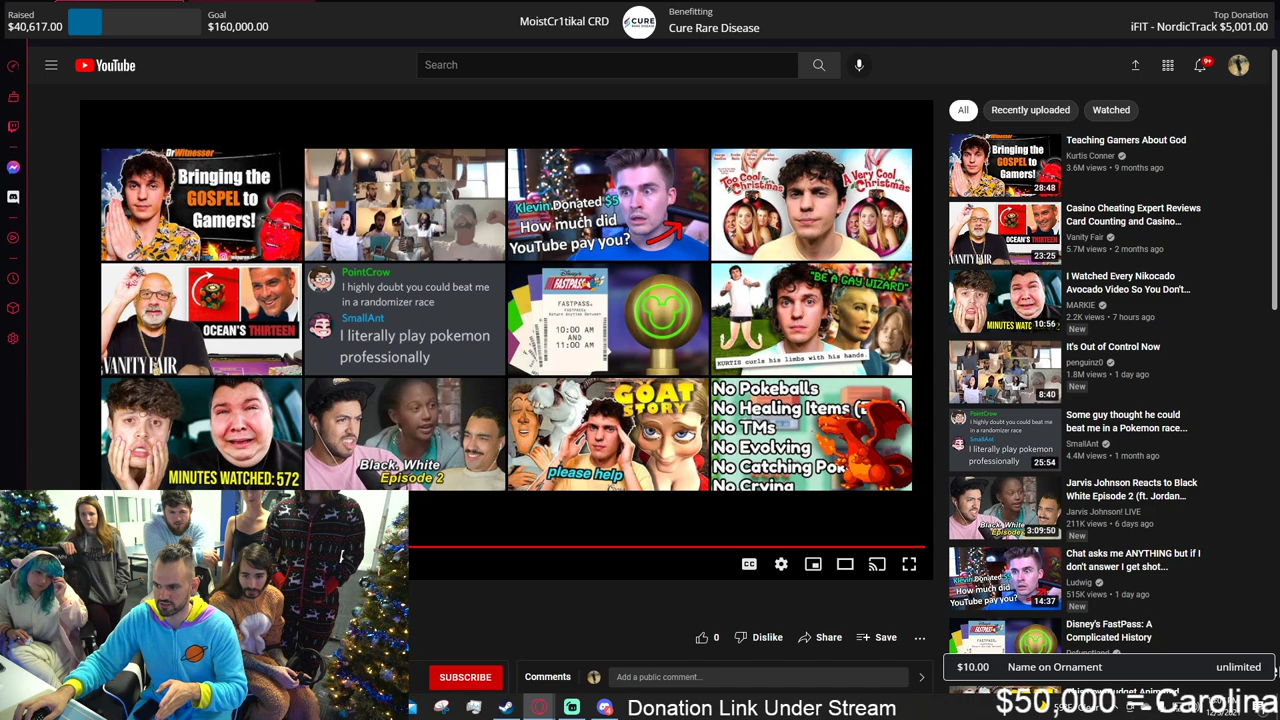 Raised
$40,617.00
Goal
$160,000.00
MoistCr1tikal CRD
CURE
Benefitting
Cure Rare Disease
Top Donation
iFIT - NordicTrack $5,001.00
YouTube
Search
9+
All
Recently uploaded
Watched
DrWitnesser
Bringing the
GOSPEL to
Gamers!
Klevin Donated $5
How much did
YouTube pay you?
Too Cool
Christmas
A Very Cool
Christmas
OCEAN'S THIRTEEN
VANITY FAIR
PointCrow
I highly doubt you could beat me
in a randomizer race
SmallAnt
I literally play pokemon
professionally
Disney's
FASTPASS
FASTPASS
Return Anytime Between
10:00 AM
AND
11:00 AM
"BE A GAY WIZARD"
KURTIS curls his limbs with his hands.
MINUTES WATCHED: 572
Black, White
Episode 2
GOAT
STORY
please help
No Pokeballs
No Healing Items
No TMs
No Evolving
No Catching
No Crying
Teaching Gamers About God
Kurtis Conner
3.6M views • 9 months ago
28:48
Casino Cheating Expert Reviews
Card Counting and Casino...
Vanity Fair
5.7M views • 2 months ago
23:25
I Watched Every Nikocado
Avocado Video So You Don't...
MARKIE
2.2K views • 7 hours ago
New
10:56
It's Out of Control Now
penguinz0
1.8M views • 1 day ago
New
8:40
Some guy thought he could
beat me in a Pokemon race...
SmallAnt
4.4M views • 1 month ago
25:54
Jarvis Johnson Reacts to Black
White Episode 2 (ft. Jordan...
Jarvis Johnson! LIVE
211K views • 6 days ago
New
3:09:50
Chat asks me ANYTHING but if I
don't answer I get shot...
Ludwig
515K views • 1 day ago
New
14:37
Disney's FastPass: A
Complicated History
Defunctland
0
Dislike
Share
Save
$10.00
Name on Ornament
unlimited
SUBSCRIBE
Comments
Add a public comment...
Donation Link Under Stream
$50,000 = Carolina